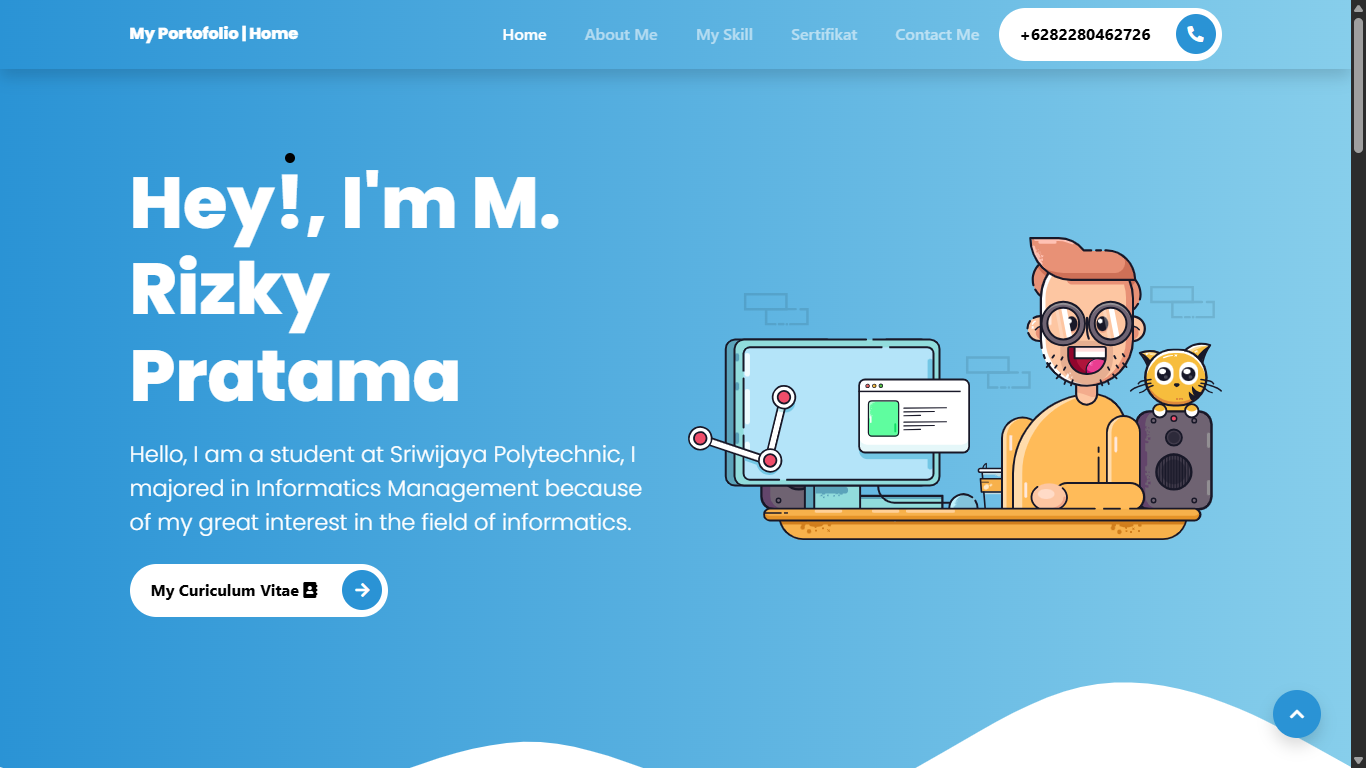 My Portofolio | Home
Home
About Me
My Skill
Sertifikat
Contact Me
+6282280462726
Hey!, I'm M.
Rizky
Pratama
Hello, I am a student at Sriwijaya Polytechnic, I
majored in Informatics Management because
of my great interest in the field of informatics.
My Curiculum Vitae